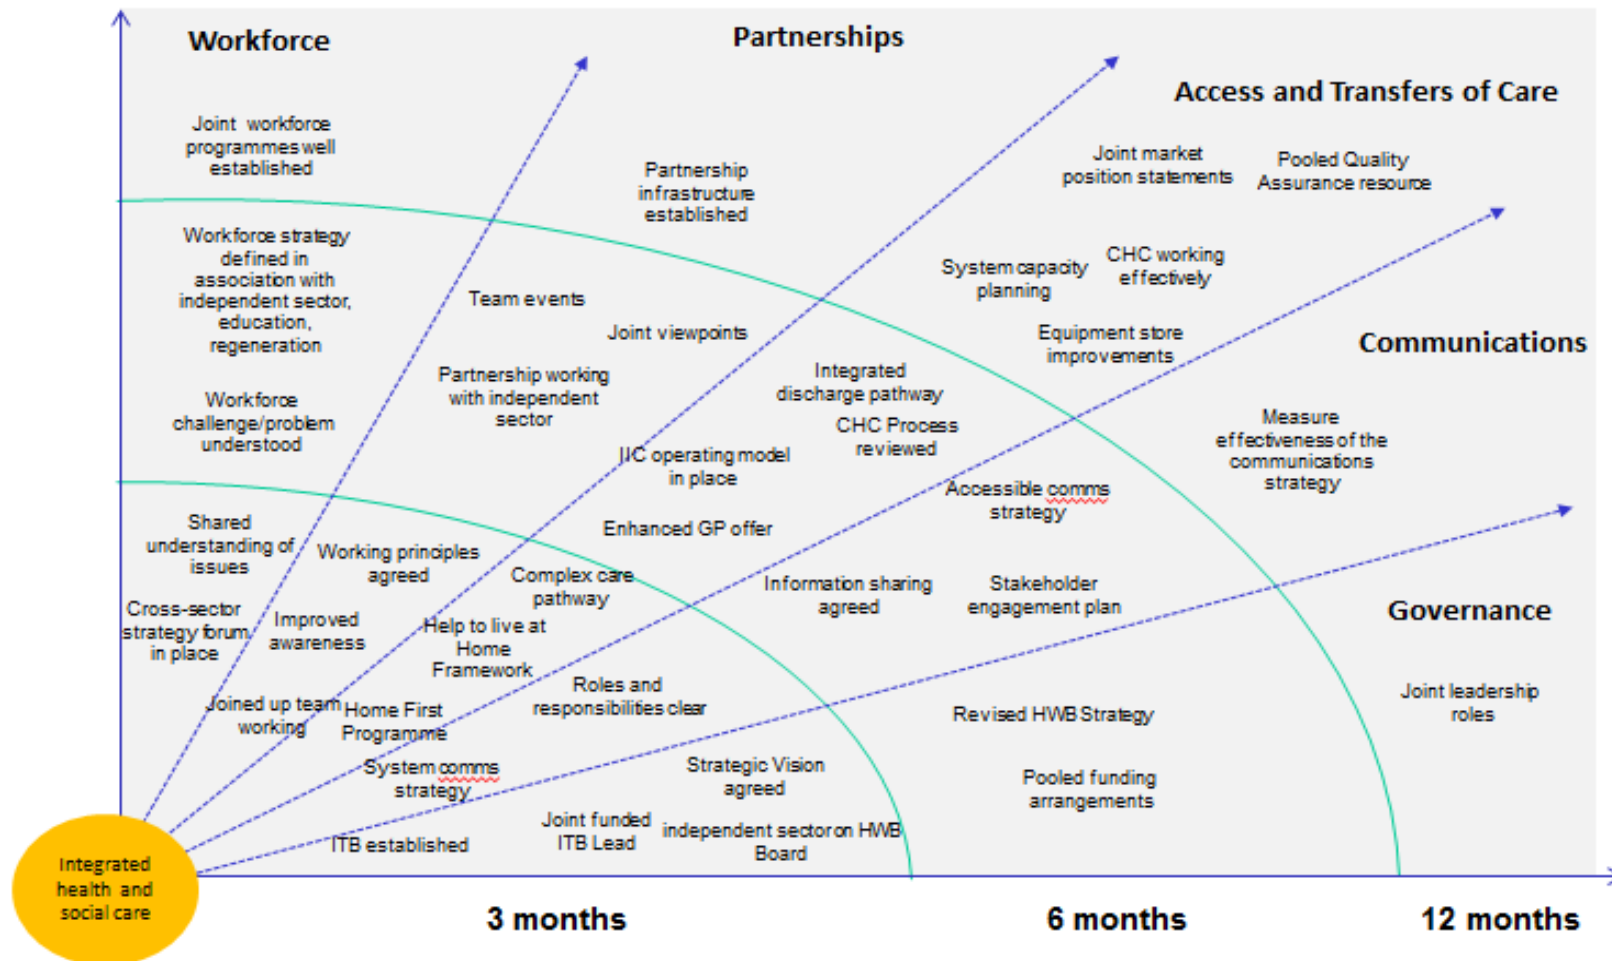 Workforce
Partnerships
Access and Transfers of Care
Communications
Governance
Joint workforce
programmes well
established
Workforce strategy
defined in
association with
independent sector,
education,
regeneration
Workforce
challenge/problem
understood
Shared
understanding of
issues
Cross-sector
strategy forum
in place
Partnership
infrastructure
established
Team events
Joint viewpoints
Partnership working
with independent
sector
Working principles
agreed
Improved
awareness
Joined up team
working
Joint market
position statements
Pooled Quality
Assurance resource
System capacity
planning
CHC working
effectively
Equipment store
improvements
Integrated
discharge pathway
CHC Process
reviewed
IIC operating model
in place
Enhanced GP offer
Complex care
pathway
Help to live at
Home
Framework
Home First
Programme
Measure
effectiveness of the
communications
strategy
Accessible comms
strategy
Information sharing
agreed
Stakeholder
engagement plan
Roles and
responsibilities clear
System comms
strategy
Joint leadership
roles
Revised HWB Strategy
Pooled funding
arrangements
Strategic Vision
agreed
Joint funded
ITB Lead
independent sector on HWB
Board
ITB established
Integrated
health and
social care
3 months
6 months
12 months